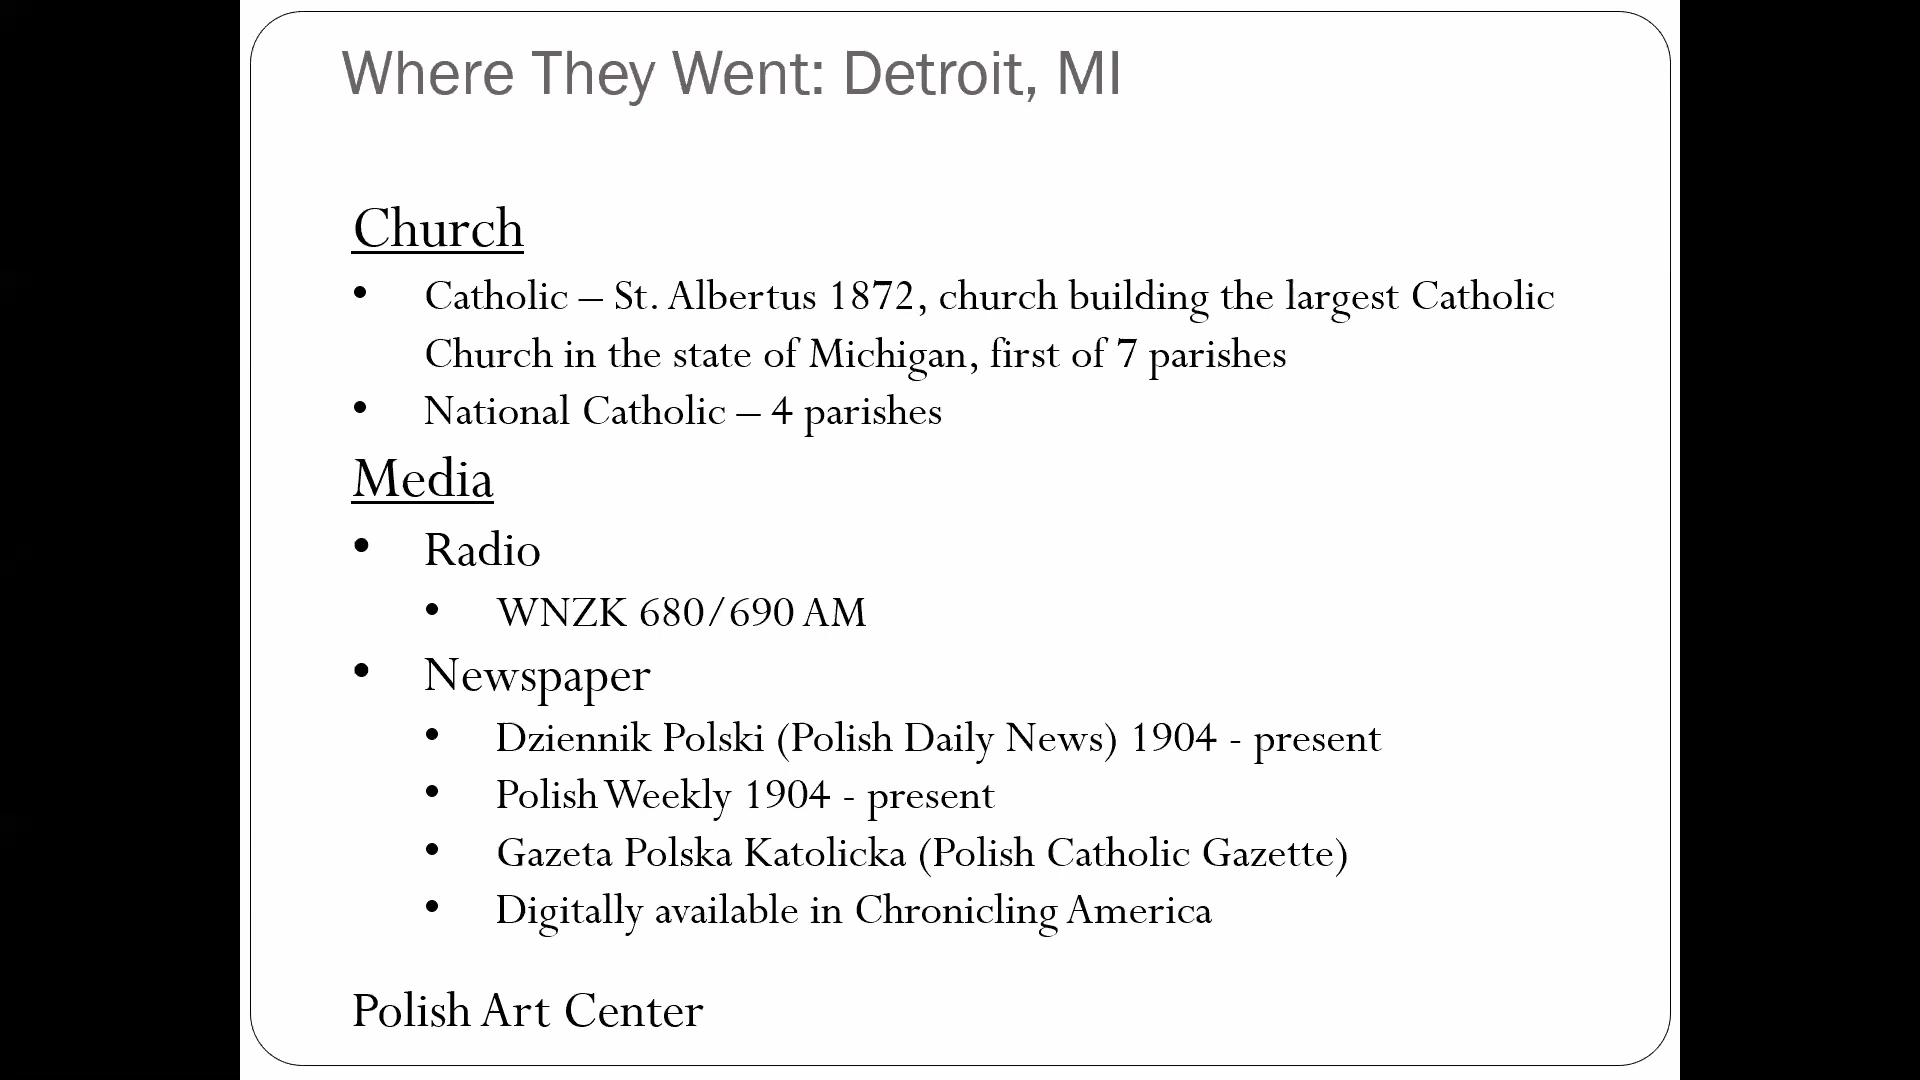 Where They Went: Detroit, MI
Church
• Catholic – St. Albertus 1872, church building the largest Catholic
Church in the state of Michigan, first of 7 parishes
• National Catholic – 4 parishes
Media
• Radio
• WNZK 680/690 AM
• Newspaper
• Dziennik Polski (Polish Daily News) 1904 - present
• Polish Weekly 1904 - present
• Gazeta Polska Katolicka (Polish Catholic Gazette)
• Digitally available in Chronicling America
Polish Art Center